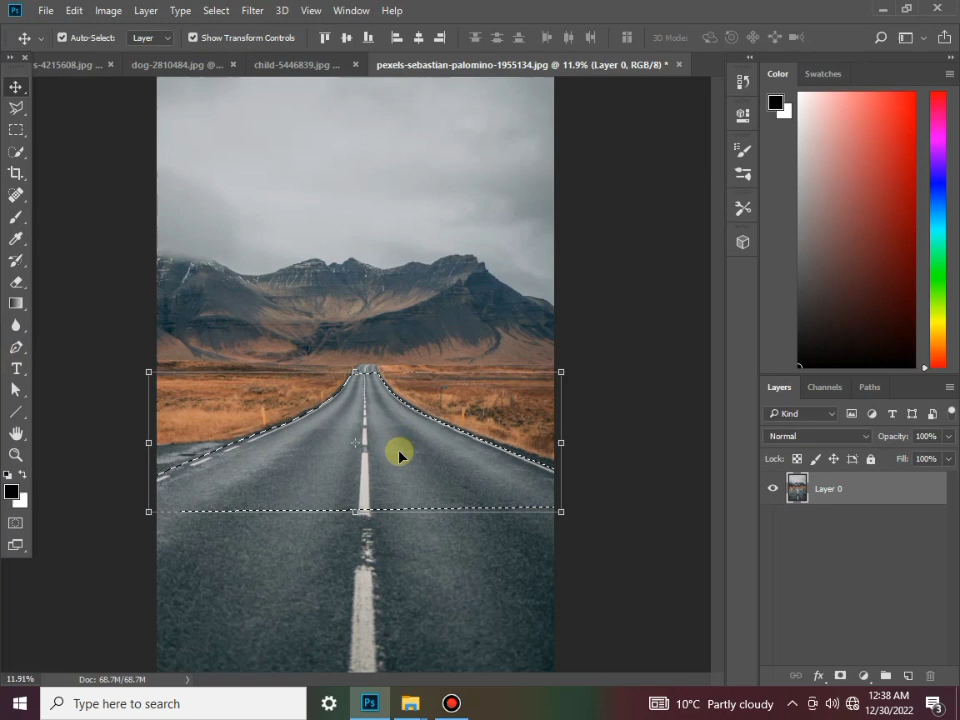 Ps File Edit Image Layer Type Select Filter 3D View Window Help
Auto-Select: Layer Show Transform Controls 3D Mode:
s-4215608.jpg ... × dog-2810484.jpg @... × child-5446839.jpg ... × pexels-sebastian-palomino-1955134.jpg @ 11.9% (Layer 0, RGB/8) * ×
Color Swatches
Layers Channels Paths
Kind
Normal Opacity: 100%
Lock: Fill: 100%
Layer 0
11.91% Doc: 68.7M/68.7M
Type here to search
Ps
10°C Partly cloudy
12:38 AM
12/30/2022
3